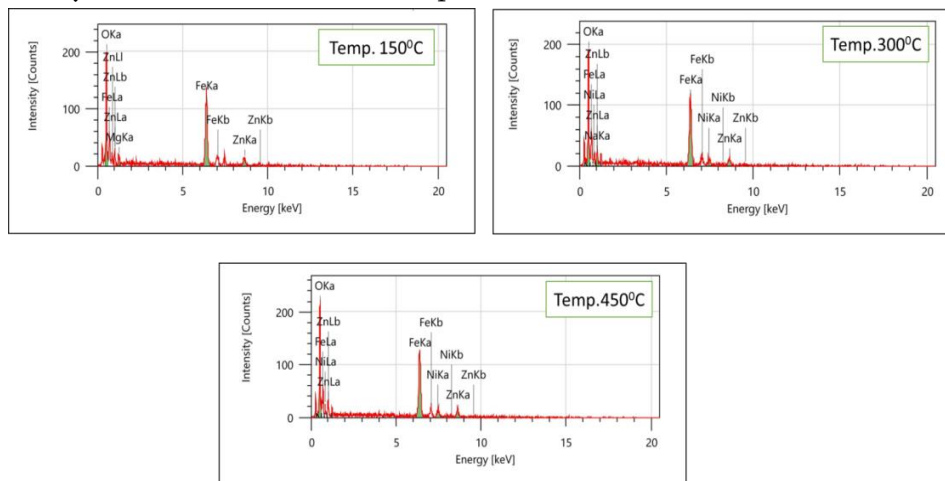 Temp. 150⁰C
Intensity [Counts]
200
100
0
OKa
ZnLl
ZnLb
FeLa
ZnLa
MgKa
FeKa
FeKb
ZnKa
ZnKb
0 5 10 15 20
Energy [keV]
Temp.300⁰C
Intensity [Counts]
200
100
0
OKa
ZnLb
FeLa
NiLa
ZnLa
NaKa
FeKb
FeKa
NiKb
NiKa
ZnKb
ZnKa
0 5 10 15 20
Energy [keV]
Temp.450⁰C
Intensity [Counts]
200
100
0
OKa
ZnLb
FeLa
NiLa
ZnLa
FeKb
FeKa
NiKb
NiKa
ZnKb
ZnKa
0 5 10 15 20
Energy [keV]